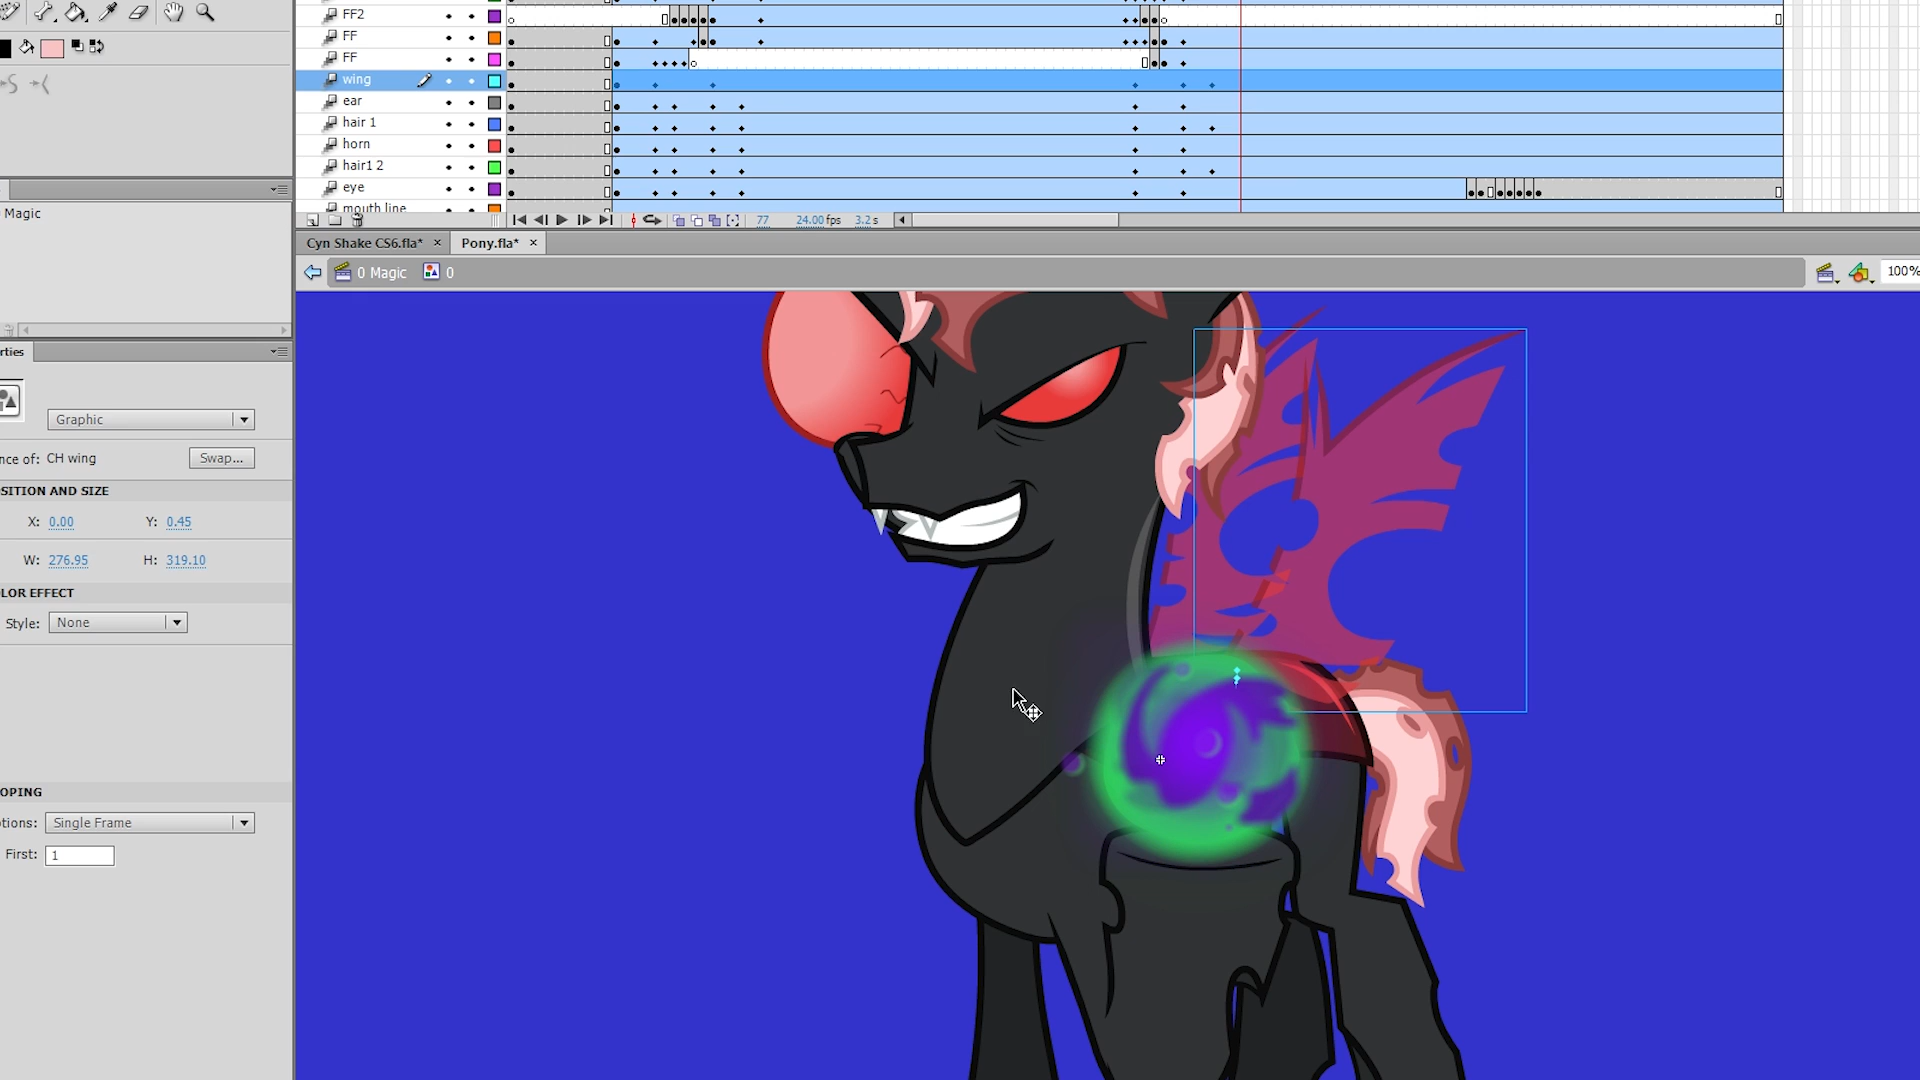 FF2
FF
FF
wing
ear
hair 1
horn
hair1 2
eye
mouth line
77 24.00 fps 3.2 s
Cyn Shake CS6.fla* × Pony.fla* ×
0 Magic 0
100%
Magic
rties
Graphic
nce of: CH wing Swap...
SITION AND SIZE
X: 0.00 Y: 0.45
W: 276.95 H: 319.10
LOR EFFECT
Style: None
OPING
tions: Single Frame
First: 1